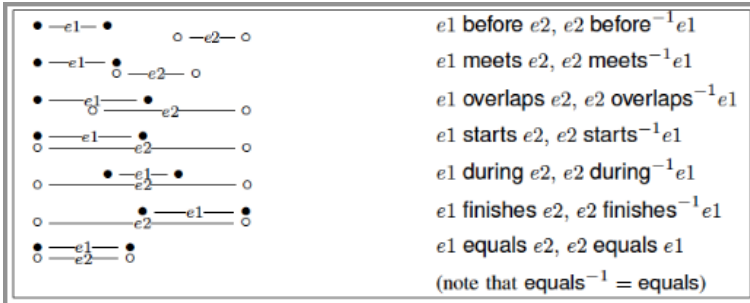 e1 e2 e1 before e2, e2 before⁻¹e1
e1 e2 e1 meets e2, e2 meets⁻¹e1
e1 e2 e1 overlaps e2, e2 overlaps⁻¹e1
e1 e2 e1 starts e2, e2 starts⁻¹e1
e1 e2 e1 during e2, e2 during⁻¹e1
e1 e2 e1 finishes e2, e2 finishes⁻¹e1
e1 e2 e1 equals e2, e2 equals e1
(note that equals⁻¹ = equals)